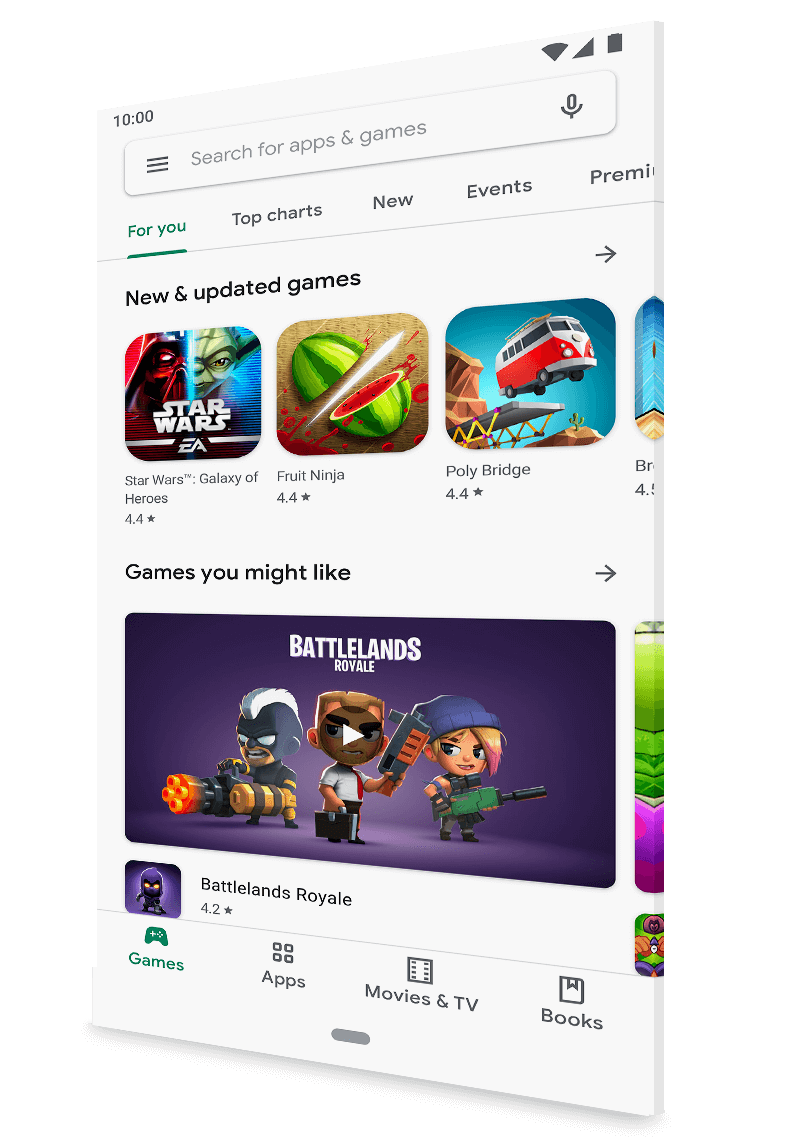 10:00
Search for apps & games
For you
Top charts
New
Events
Premi
New & updated games
STAR
WARS
EA
Star Wars™: Galaxy of
Heroes
4.4 ★
Fruit Ninja
4.4 ★
Poly Bridge
4.4 ★
Br
4.5
Games you might like
BATTLELANDS
ROYALE
Battlelands Royale
4.2 ★
Games
Apps
Movies & TV
Books